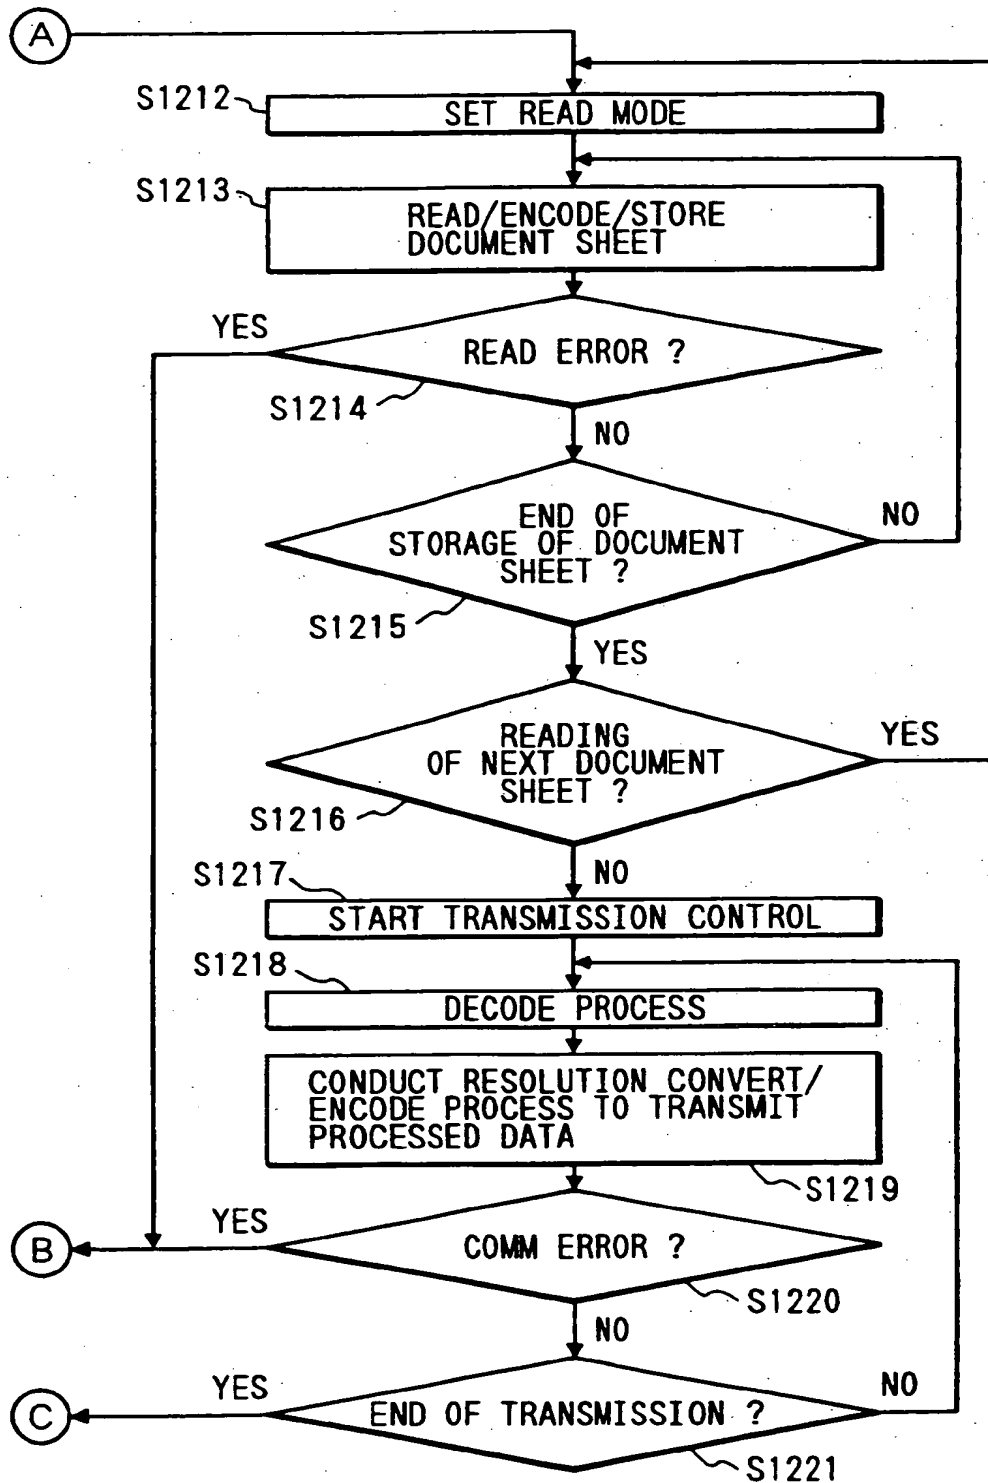 A
S1212
SET READ MODE
S1213
READ/ENCODE/STORE
DOCUMENT SHEET
YES
READ ERROR ?
S1214
NO
END OF
STORAGE OF DOCUMENT
SHEET ?
NO
S1215
YES
READING
OF NEXT DOCUMENT
SHEET ?
YES
S1216
NO
S1217
START TRANSMISSION CONTROL
S1218
DECODE PROCESS
CONDUCT RESOLUTION CONVERT/
ENCODE PROCESS TO TRANSMIT
PROCESSED DATA
S1219
YES
B
COMM ERROR ?
S1220
NO
YES
NO
C
END OF TRANSMISSION ?
S1221